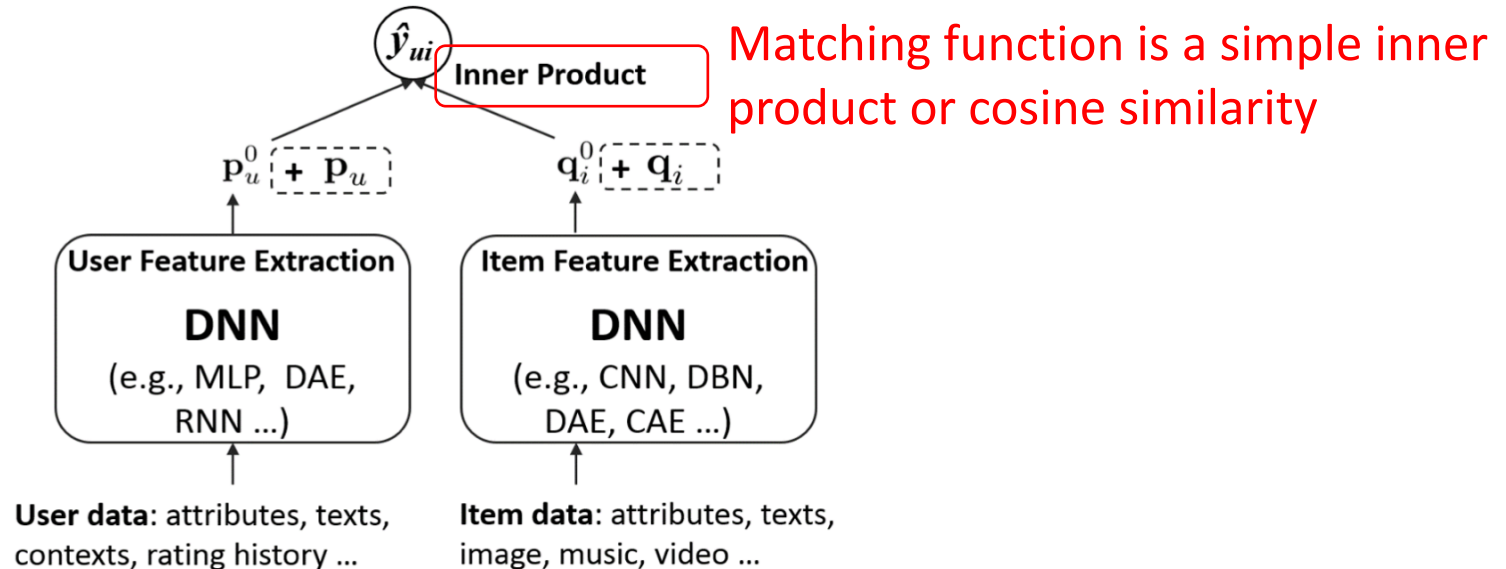 ŷui
Inner Product
Matching function is a simple inner
product or cosine similarity
p⁰ᵤ + pᵤ
q⁰ᵢ + qᵢ
User Feature Extraction
DNN
(e.g., MLP, DAE,
RNN ...)
Item Feature Extraction
DNN
(e.g., CNN, DBN,
DAE, CAE ...)
User data: attributes, texts,
contexts, rating history ...
Item data: attributes, texts,
image, music, video ...